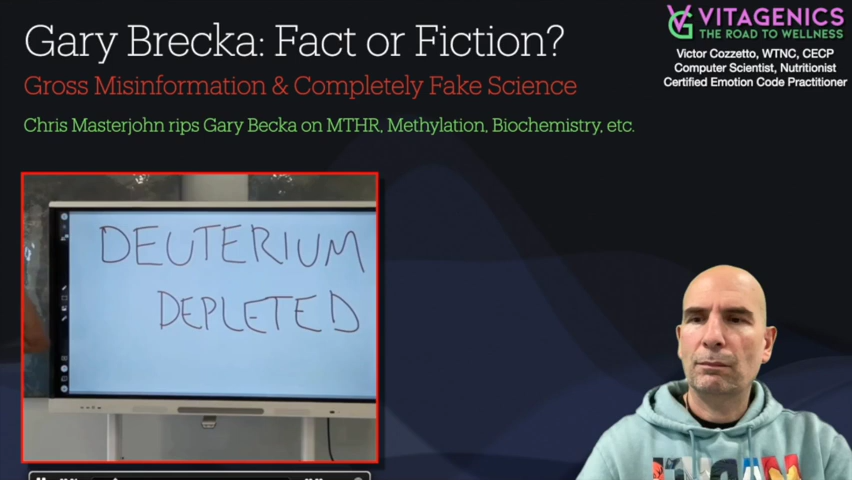 Gary Brecka: Fact or Fiction?
Gross Misinformation & Completely Fake Science
Chris Masterjohn rips Gary Becka on MTHR, Methylation, Biochemistry, etc.
VITAGENICS
THE ROAD TO WELLNESS
Victor Cozzetto, WTNC, CECP
Computer Scientist, Nutritionist
Certified Emotion Code Practitioner
DEUTERIUM
DEPLETED